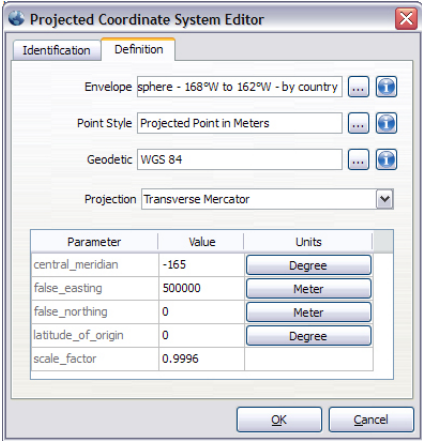 Projected Coordinate System Editor
Identification Definition
Envelope sphere - 168°W to 162°W - by country ...
Point Style Projected Point in Meters ...
Geodetic WGS 84 ...
Projection Transverse Mercator
Parameter Value Units
central_meridian -165 Degree
false_easting 500000 Meter
false_northing 0 Meter
latitude_of_origin 0 Degree
scale_factor 0.9996
OK Cancel